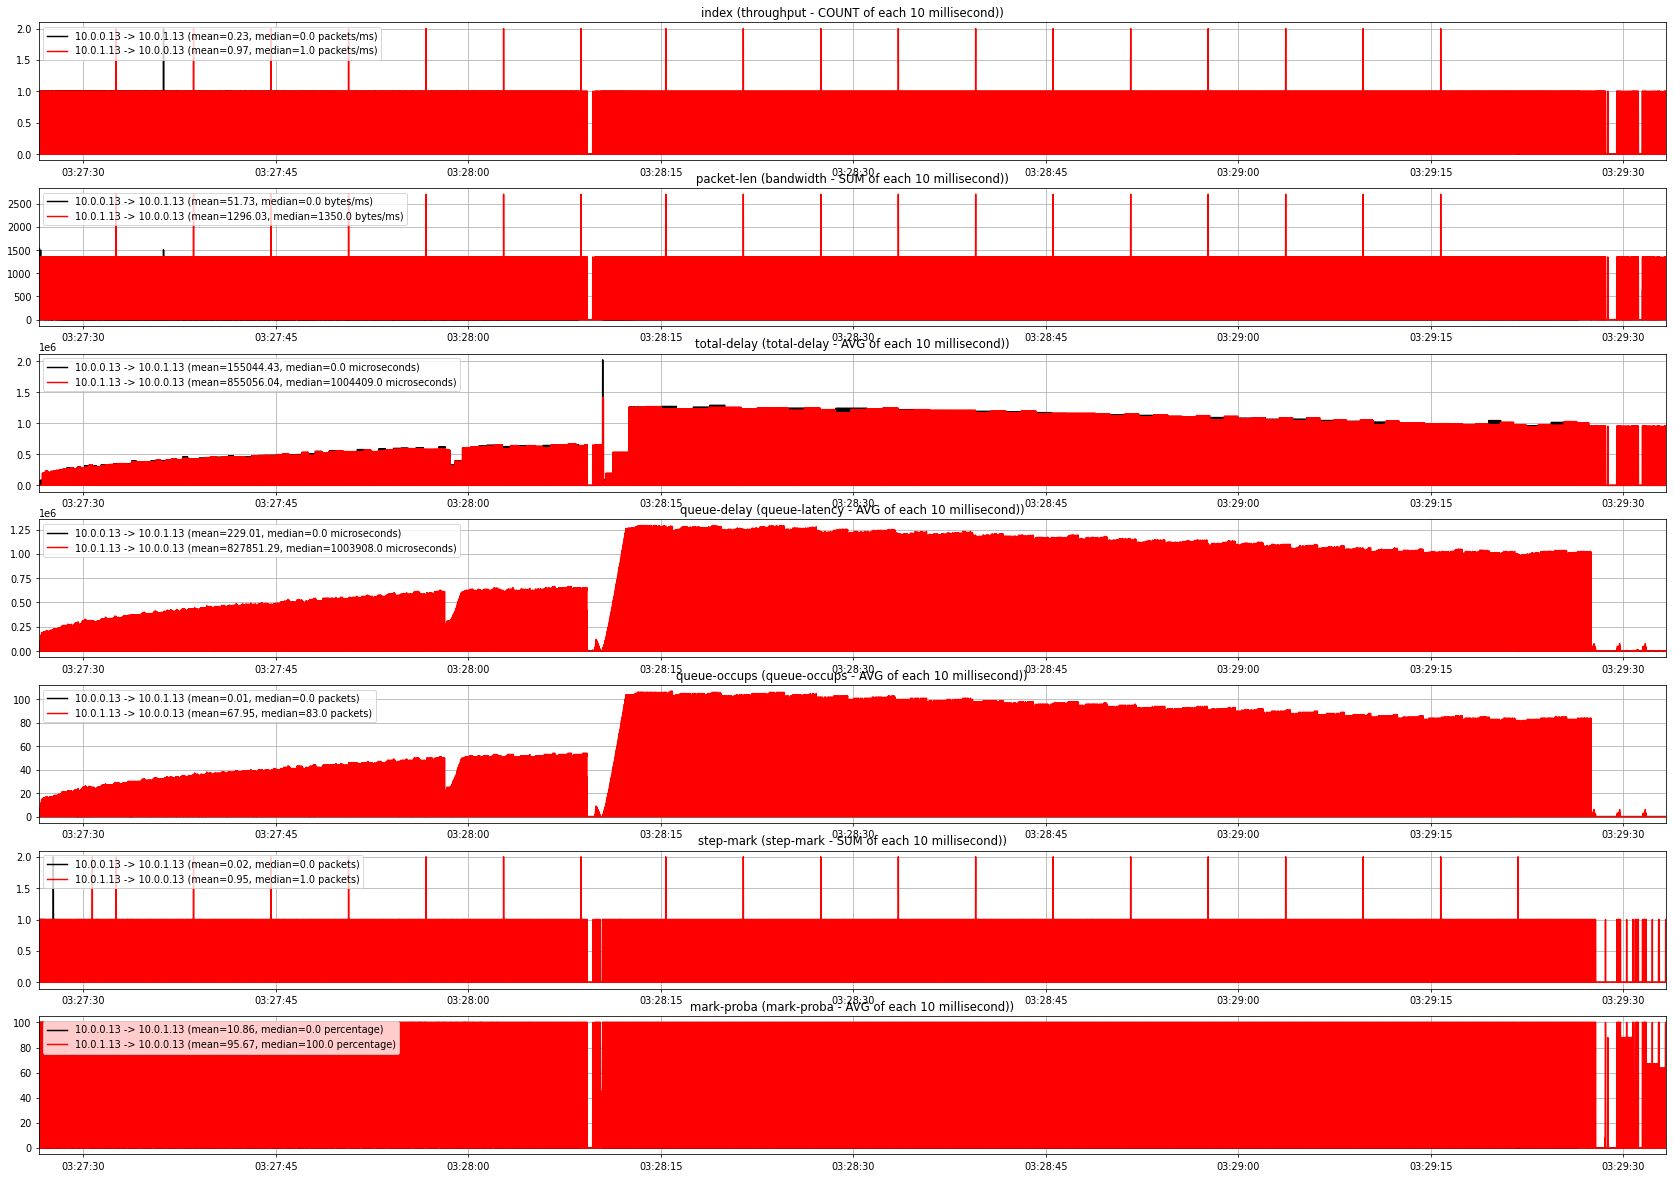 index (throughput - COUNT of each 10 millisecond))
2.0
1.5
1.0
0.5
0.0
10.0.0.13 -> 10.0.1.13 (mean=0.23, median=0.0 packets/ms)
10.0.1.13 -> 10.0.0.13 (mean=0.97, median=1.0 packets/ms)
03:27:30 03:27:45 03:28:00 03:28:15 03:28:30 03:28:45 03:29:00 03:29:15 03:29:30
packet-len (bandwidth - SUM of each 10 millisecond))
2500
2000
1500
1000
500
0
10.0.0.13 -> 10.0.1.13 (mean=51.73, median=0.0 bytes/ms)
10.0.1.13 -> 10.0.0.13 (mean=1296.03, median=1350.0 bytes/ms)
03:27:30 03:27:45 03:28:00 03:28:15 03:28:30 03:28:45 03:29:00 03:29:15 03:29:30
total-delay (total-delay - AVG of each 10 millisecond))
1e6
2.0
1.5
1.0
0.5
0.0
10.0.0.13 -> 10.0.1.13 (mean=155044.43, median=0.0 microseconds)
10.0.1.13 -> 10.0.0.13 (mean=855056.04, median=1004409.0 microseconds)
03:27:30 03:27:45 03:28:00 03:28:15 03:28:30 03:28:45 03:29:00 03:29:15 03:29:30
queue-delay (queue-latency - AVG of each 10 millisecond))
1e6
1.25
1.00
0.75
0.50
0.25
0.00
10.0.0.13 -> 10.0.1.13 (mean=229.01, median=0.0 microseconds)
10.0.1.13 -> 10.0.0.13 (mean=827851.29, median=1003908.0 microseconds)
03:27:30 03:27:45 03:28:00 03:28:15 03:28:30 03:28:45 03:29:00 03:29:15 03:29:30
queue-occups (queue-occups - AVG of each 10 millisecond))
100
80
60
40
20
0
10.0.0.13 -> 10.0.1.13 (mean=0.01, median=0.0 packets)
10.0.1.13 -> 10.0.0.13 (mean=67.95, median=83.0 packets)
03:27:30 03:27:45 03:28:00 03:28:15 03:28:30 03:28:45 03:29:00 03:29:15 03:29:30
step-mark (step-mark - SUM of each 10 millisecond))
2.0
1.5
1.0
0.5
0.0
10.0.0.13 -> 10.0.1.13 (mean=0.02, median=0.0 packets)
10.0.1.13 -> 10.0.0.13 (mean=0.95, median=1.0 packets)
03:27:30 03:27:45 03:28:00 03:28:15 03:28:30 03:28:45 03:29:00 03:29:15 03:29:30
mark-proba (mark-proba - AVG of each 10 millisecond))
100
80
60
40
20
0
10.0.0.13 -> 10.0.1.13 (mean=10.86, median=0.0 percentage)
10.0.1.13 -> 10.0.0.13 (mean=95.67, median=100.0 percentage)
03:27:30 03:27:45 03:28:00 03:28:15 03:28:30 03:28:45 03:29:00 03:29:15 03:29:30